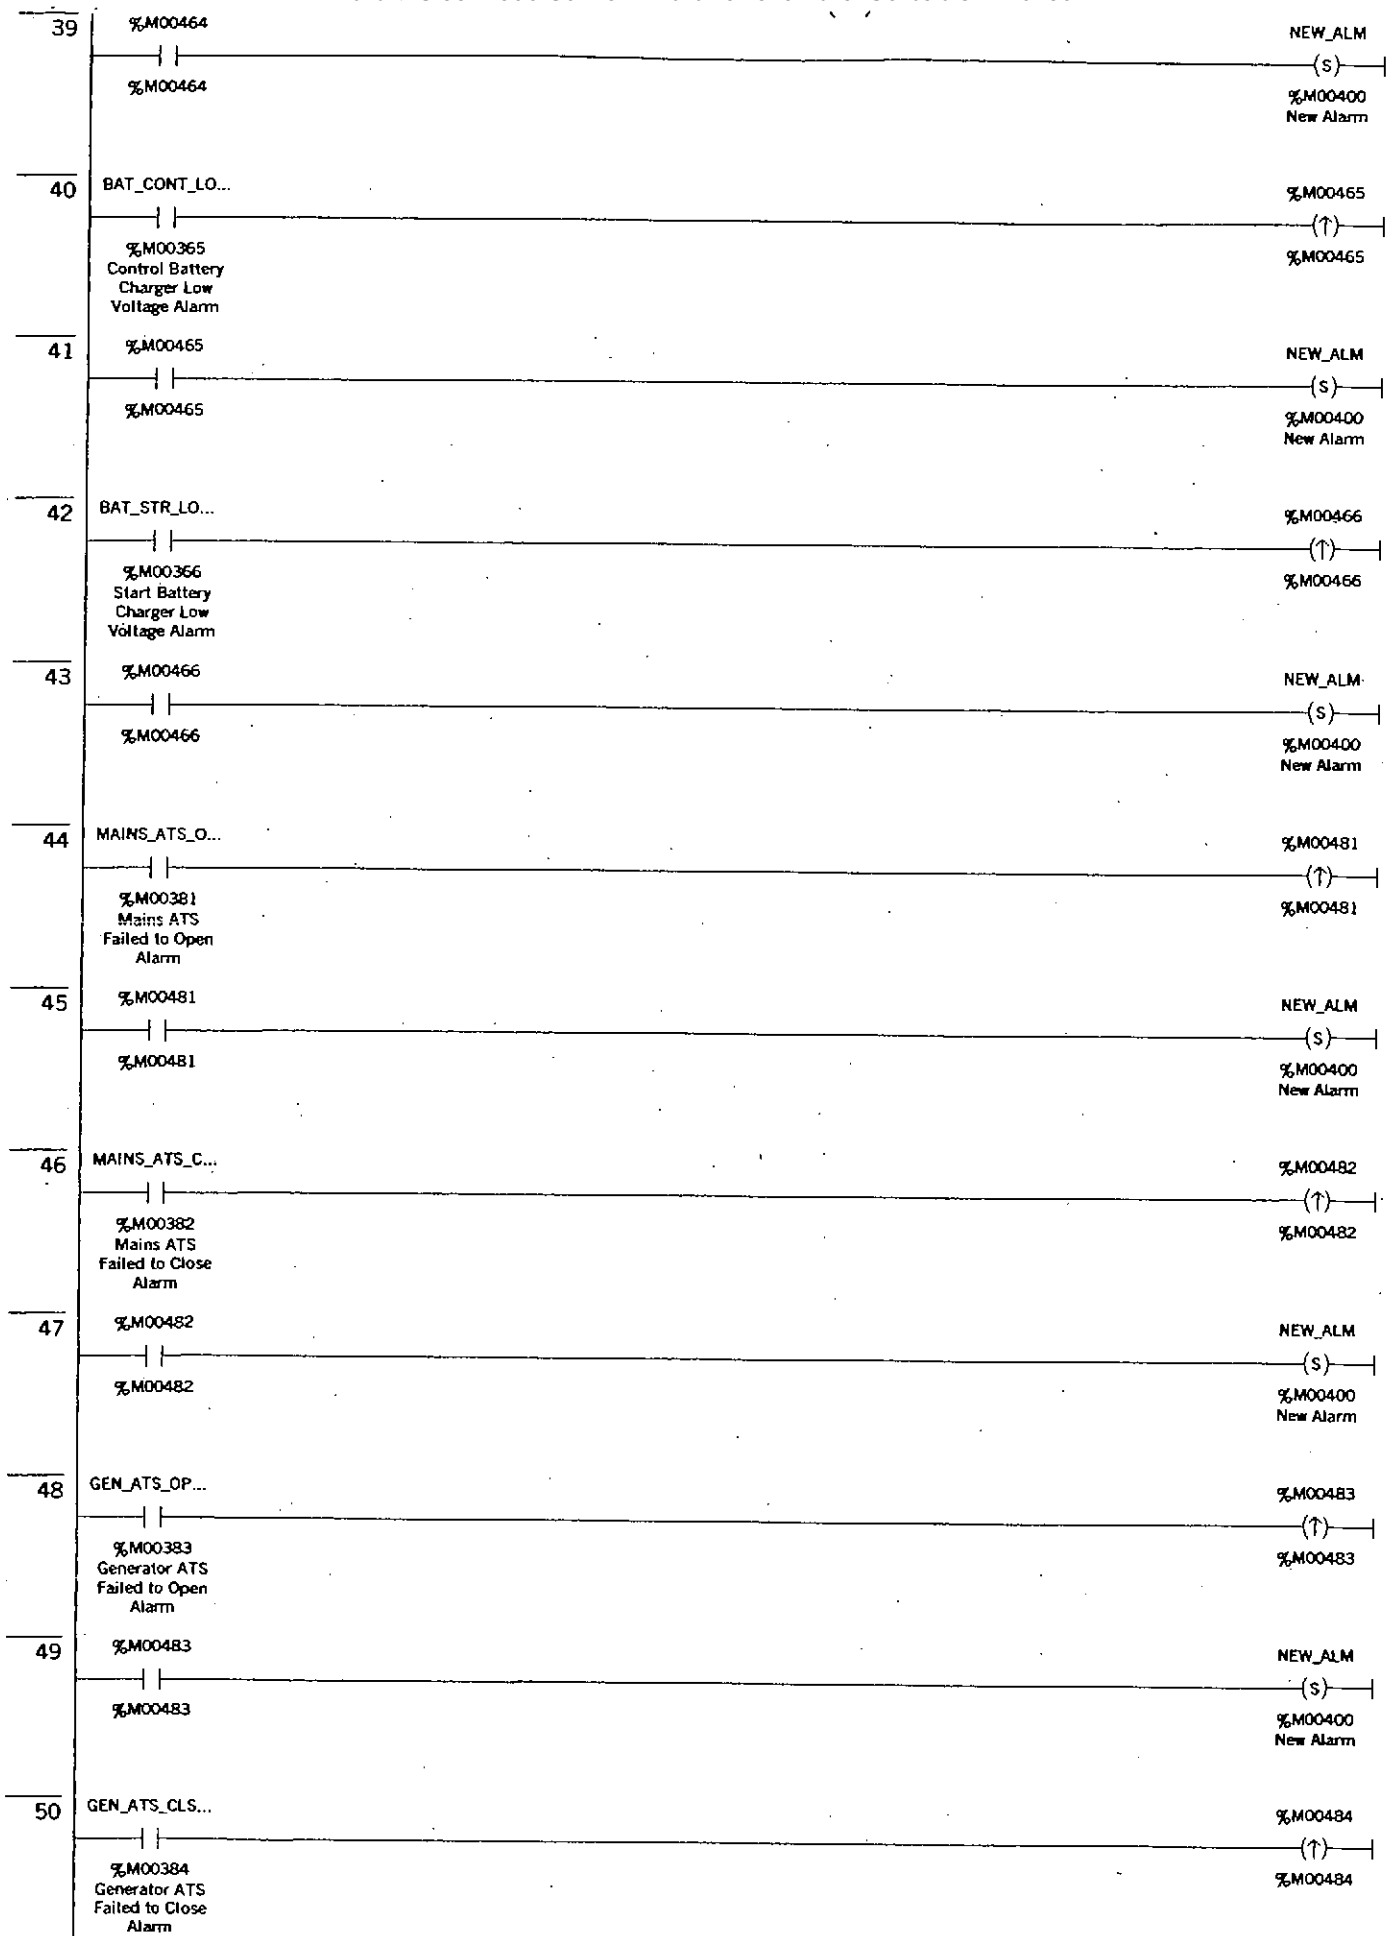 39
%M00464
NEW_ALM
(S)
%M00464
%M00400
New Alarm
40
BAT_CONT_LO...
%M00465
(↑)
%M00365
Control Battery
Charger Low
Voltage Alarm
%M00465
41
%M00465
NEW_ALM
(S)
%M00465
%M00400
New Alarm
42
BAT_STR_LO...
%M00466
(↑)
%M00366
Start Battery
Charger Low
Voltage Alarm
%M00466
43
%M00466
NEW_ALM
(S)
%M00466
%M00400
New Alarm
44
MAINS_ATS_O...
%M00481
(↑)
%M00381
Mains ATS
Failed to Open
Alarm
%M00481
45
%M00481
NEW_ALM
(S)
%M00481
%M00400
New Alarm
46
MAINS_ATS_C...
%M00482
(↑)
%M00382
Mains ATS
Failed to Close
Alarm
%M00482
47
%M00482
NEW_ALM
(S)
%M00482
%M00400
New Alarm
48
GEN_ATS_OP...
%M00483
(↑)
%M00383
Generator ATS
Failed to Open
Alarm
%M00483
49
%M00483
NEW_ALM
(S)
%M00483
%M00400
New Alarm
50
GEN_ATS_CLS...
%M00484
(↑)
%M00384
Generator ATS
Failed to Close
Alarm
%M00484